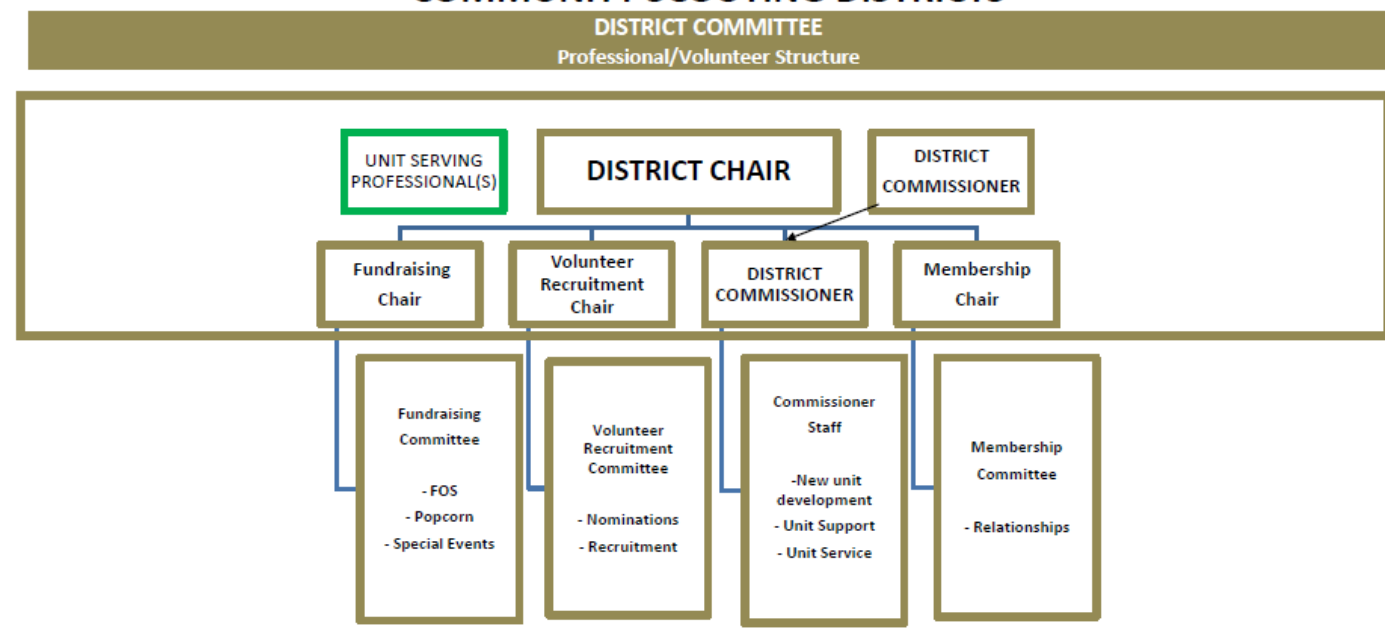 DISTRICT COMMITTEE
Professional/Volunteer Structure
UNIT SERVING
PROFESSIONAL(S)
DISTRICT CHAIR
DISTRICT
COMMISSIONER
Fundraising
Chair
Volunteer
Recruitment
Chair
DISTRICT
COMMISSIONER
Membership
Chair
Fundraising
Committee
- FOS
- Popcorn
- Special Events
Volunteer
Recruitment
Committee
- Nominations
- Recruitment
Commissioner
Staff
-New unit
development
- Unit Support
- Unit Service
Membership
Committee
- Relationships